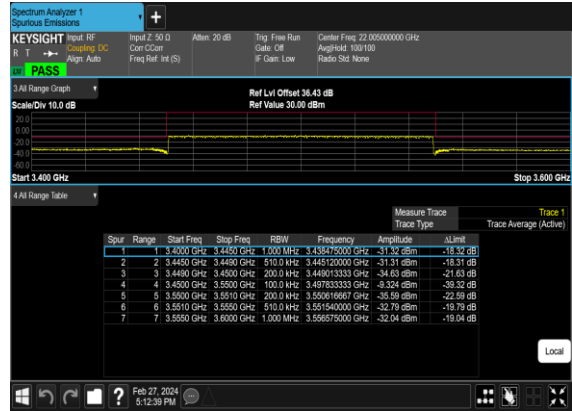 Spectrum Analyzer 1
Spurious Emissions
KEYSIGHT Input: RF Input Z: 50 Ω Atten: 20 dB Trig: Free Run Center Freq: 22.005000000 GHz
R T Coupling: DC Corr CCorr Gate: Off Avg|Hold: 100/100
Align: Auto Freq Ref: Int (S) IF Gain: Low Radio Std: None
PASS
3 All Range Graph
Ref Lvl Offset 36.43 dB
Scale/Div 10.0 dB Ref Value 30.00 dBm
20.0
0.00
-20.0
-40.0
-60.0
Start 3.400 GHz Stop 3.600 GHz
4 All Range Table
Measure Trace Trace 1
Trace Type Trace Average (Active)
Spur Range Start Freq Stop Freq RBW Frequency Amplitude ΔLimit
1 1 3.4000 GHz 3.4450 GHz 1.000 MHz 3.438475000 GHz -31.32 dBm -18.32 dB
2 2 3.4450 GHz 3.4490 GHz 510.0 kHz 3.445120000 GHz -31.31 dBm -18.31 dB
3 3 3.4490 GHz 3.4500 GHz 200.0 kHz 3.449013333 GHz -34.63 dBm -21.63 dB
4 4 3.4500 GHz 3.5500 GHz 100.0 kHz 3.497833333 GHz -9.324 dBm -39.32 dB
5 5 3.5500 GHz 3.5510 GHz 200.0 kHz 3.550616667 GHz -35.59 dBm -22.59 dB
6 6 3.5510 GHz 3.5550 GHz 510.0 kHz 3.551540000 GHz -32.79 dBm -19.79 dB
7 7 3.5550 GHz 3.6000 GHz 1.000 MHz 3.556575000 GHz -32.04 dBm -19.04 dB
Local
Feb 27, 2024
5:12:39 PM